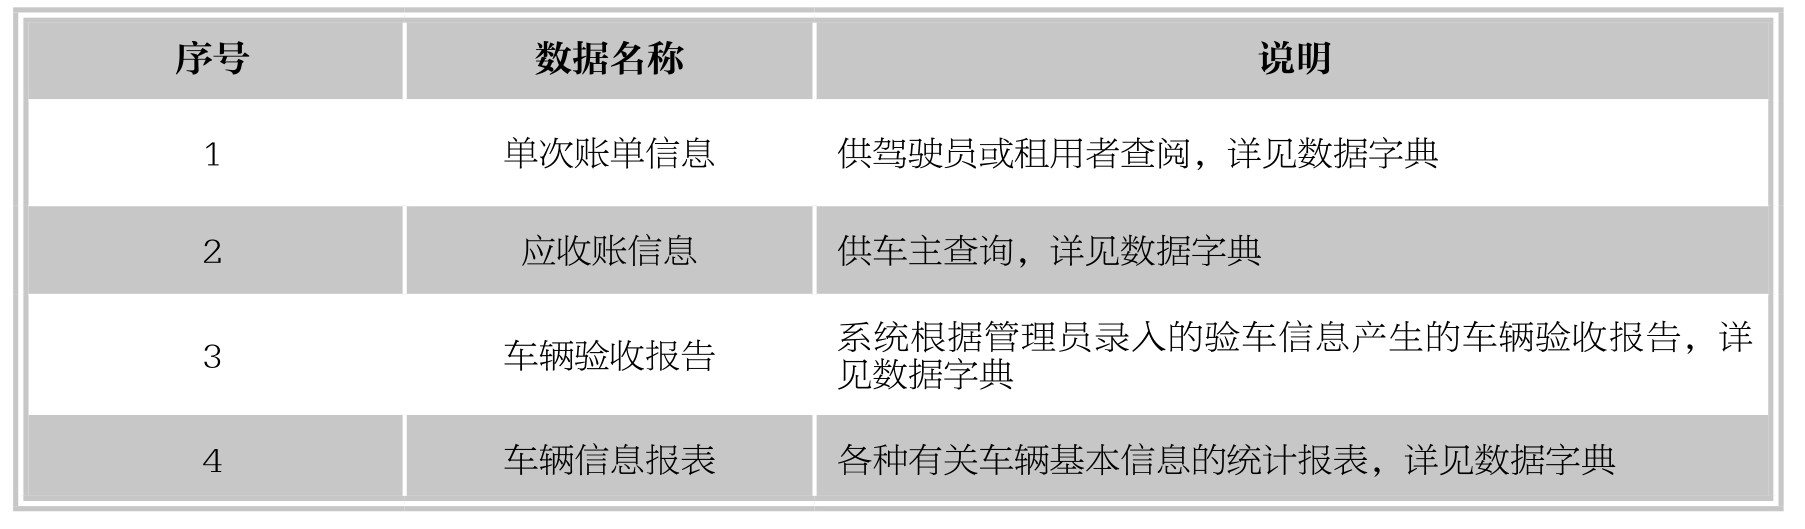 序号 数据名称 说明
1 单次账单信息 供驾驶员或租用者查阅，详见数据字典
2 应收账信息 供车主查询，详见数据字典
3 车辆验收报告 系统根据管理员录入的验车信息产生的车辆验收报告，详
见数据字典
4 车辆信息报表 各种有关车辆基本信息的统计报表，详见数据字典